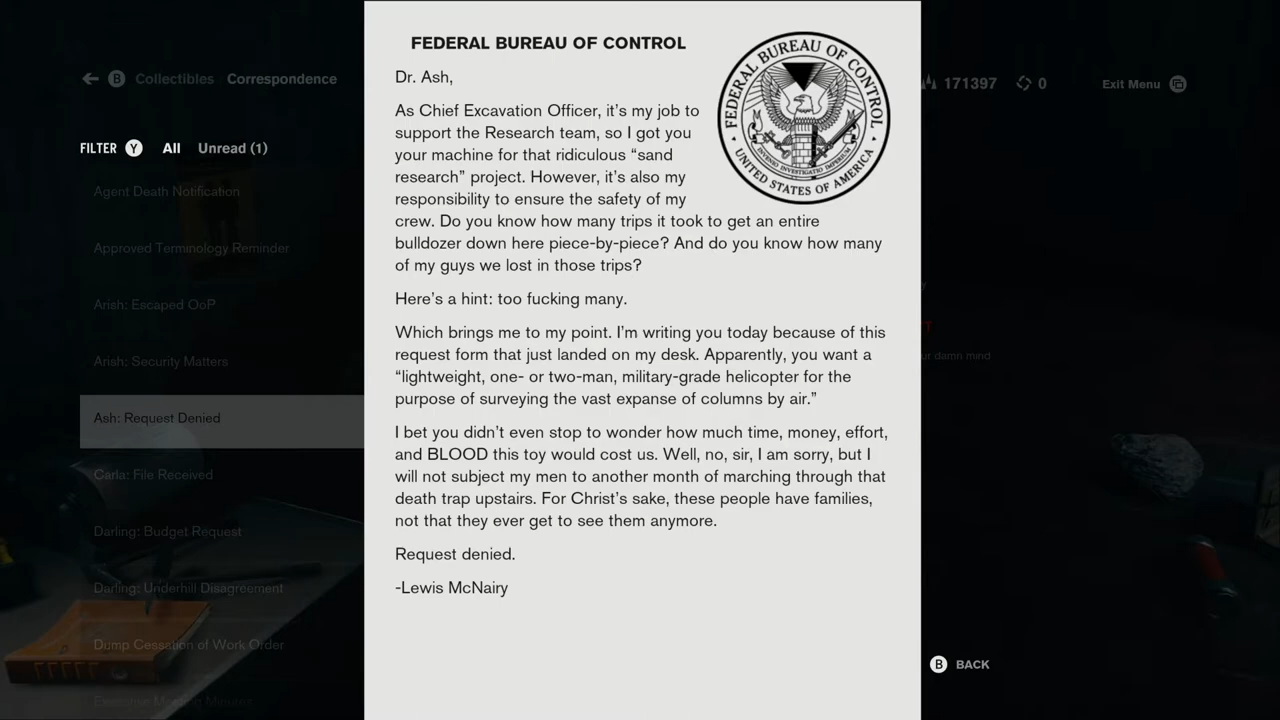 FEDERAL BUREAU OF CONTROL
FEDERAL BUREAU OF CONTROL
UNITED STATES OF AMERICA
INVENIO INVESTIGATIO IMPERIUM
Dr. Ash,
As Chief Excavation Officer, it's my job to
support the Research team, so I got you
your machine for that ridiculous “sand
research” project. However, it's also my
responsibility to ensure the safety of my
crew. Do you know how many trips it took to get an entire
bulldozer down here piece-by-piece? And do you know how many
of my guys we lost in those trips?
Here's a hint: too fucking many.
Which brings me to my point. I'm writing you today because of this
request form that just landed on my desk. Apparently, you want a
“lightweight, one- or two-man, military-grade helicopter for the
purpose of surveying the vast expanse of columns by air.”
I bet you didn't even stop to wonder how much time, money, effort,
and BLOOD this toy would cost us. Well, no, sir, I am sorry, but I
will not subject my men to another month of marching through that
death trap upstairs. For Christ's sake, these people have families,
not that they ever get to see them anymore.
Request denied.
-Lewis McNairy
B Collectibles Correspondence
171397 0
Exit Menu
FILTER Y All Unread (1)
Agent Death Notification
Approved Terminology Reminder
Arish: Escaped OoP
Arish: Security Matters
Ash: Request Denied
Carla: File Received
Darling: Budget Request
Darling: Underhill Disagreement
Dump Cessation of Work Order
Executive Meeting Minutes
ur damn mind
B BACK